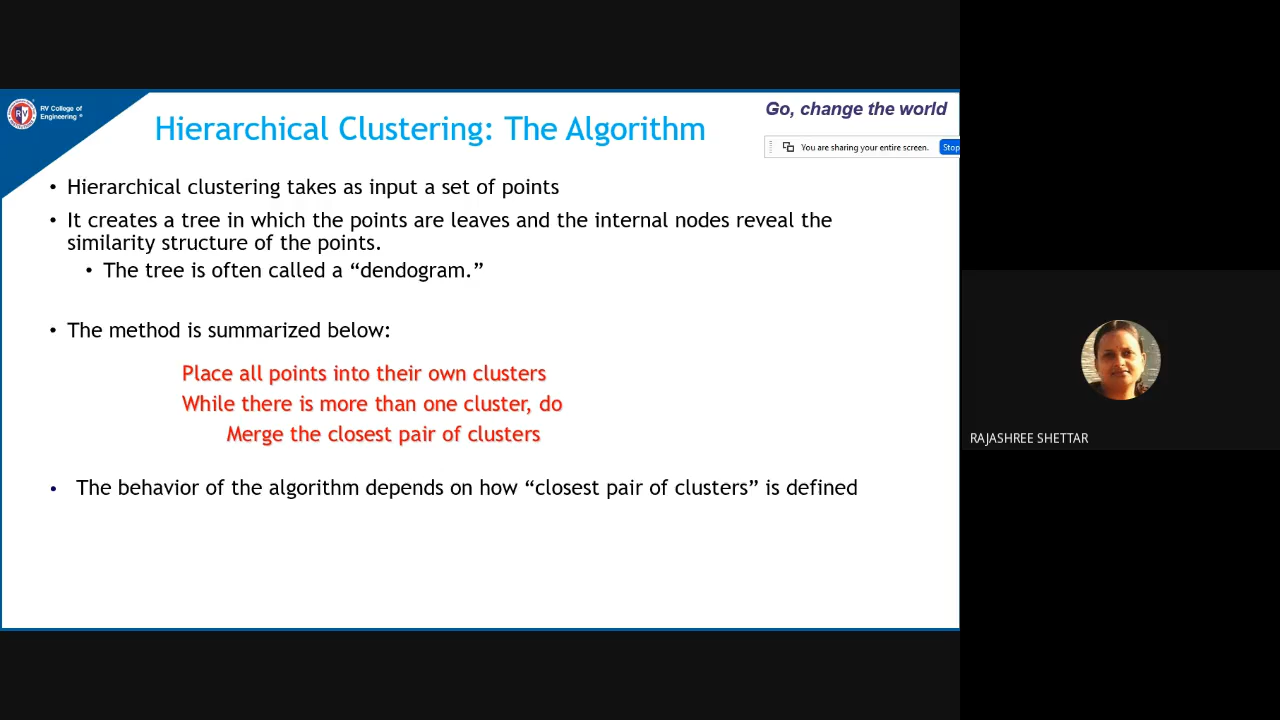 RV College of
Engineering
Go, change the world
Hierarchical Clustering: The Algorithm
You are sharing your entire screen.
Stop
• Hierarchical clustering takes as input a set of points
• It creates a tree in which the points are leaves and the internal nodes reveal the
similarity structure of the points.
• The tree is often called a “dendogram.”
• The method is summarized below:
Place all points into their own clusters
While there is more than one cluster, do
Merge the closest pair of clusters
• The behavior of the algorithm depends on how “closest pair of clusters” is defined
RAJASHREE SHETTAR